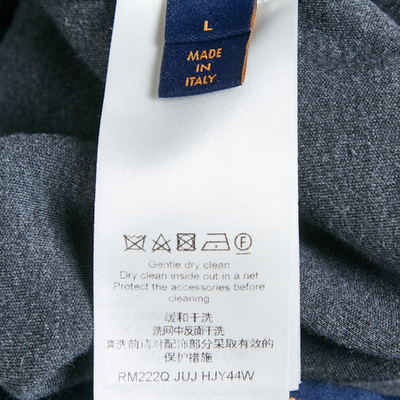 L
MADE
IN
ITALY
Gentle dry clean
Dry clean inside out in a net
Protect the accessories before
cleaning
缓和干洗
洗网中反面干洗
清洗前请对配饰部分采取有效的
保护措施
RM222Q JUJ HJY44W